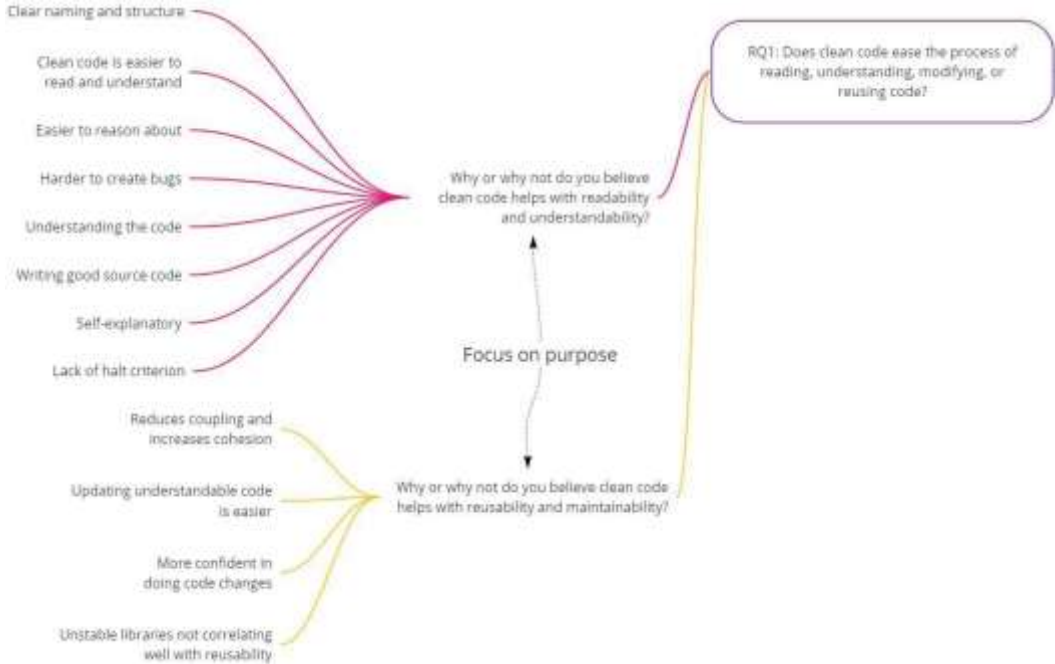 Clear naming and structure
Clean code is easier to
read and understand
Easier to reason about
Harder to create bugs
Understanding the code
Writing good source code
Self-explanatory
Lack of halt criterion
Why or why not do you believe
clean code helps with readability
and understandability?
RQ1: Does clean code ease the process of
reading, understanding, modifying, or
reusing code?
Focus on purpose
Reduces coupling and
increases cohesion
Updating understandable code
is easier
More confident in
doing code changes
Unstable libraries not correlating
well with reusability
Why or why not do you believe clean code
helps with reusability and maintainability?